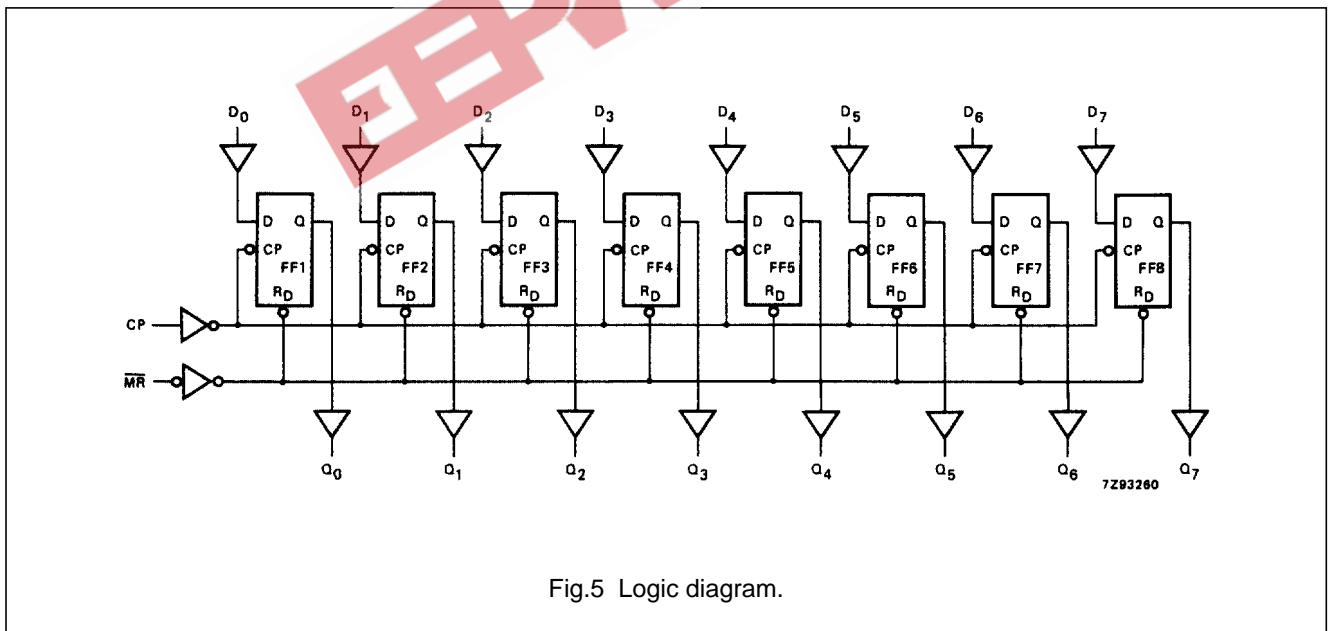 D0 D1 D2 D3 D4 D5 D6 D7
D Q D Q D Q D Q D Q D Q D Q D Q
CP CP CP CP CP CP CP CP
FF1 FF2 FF3 FF4 FF5 FF6 FF7 FF8
RD RD RD RD RD RD RD RD
CP
M̅R̅
Q0 Q1 Q2 Q3 Q4 Q5 Q6 Q7
7Z93260
Fig.5 Logic diagram.